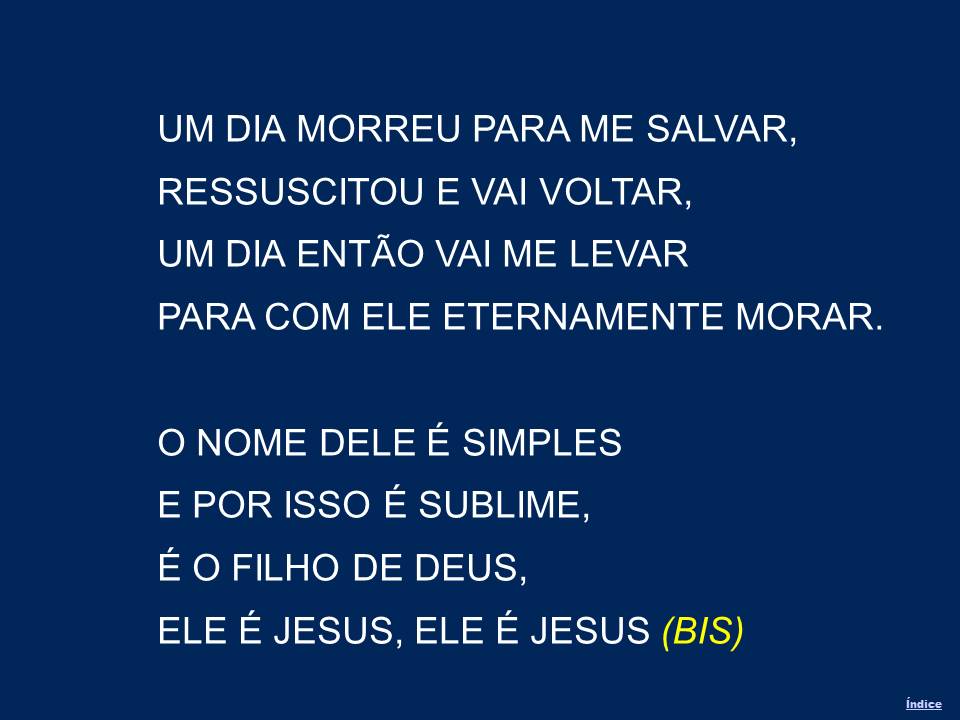 UM DIA MORREU PARA ME SALVAR,
RESSUSCITOU E VAI VOLTAR,
UM DIA ENTÃO VAI ME LEVAR
PARA COM ELE ETERNAMENTE MORAR.
O NOME DELE É SIMPLES
E POR ISSO É SUBLIME,
É O FILHO DE DEUS,
ELE É JESUS, ELE É JESUS (BIS)
Índice